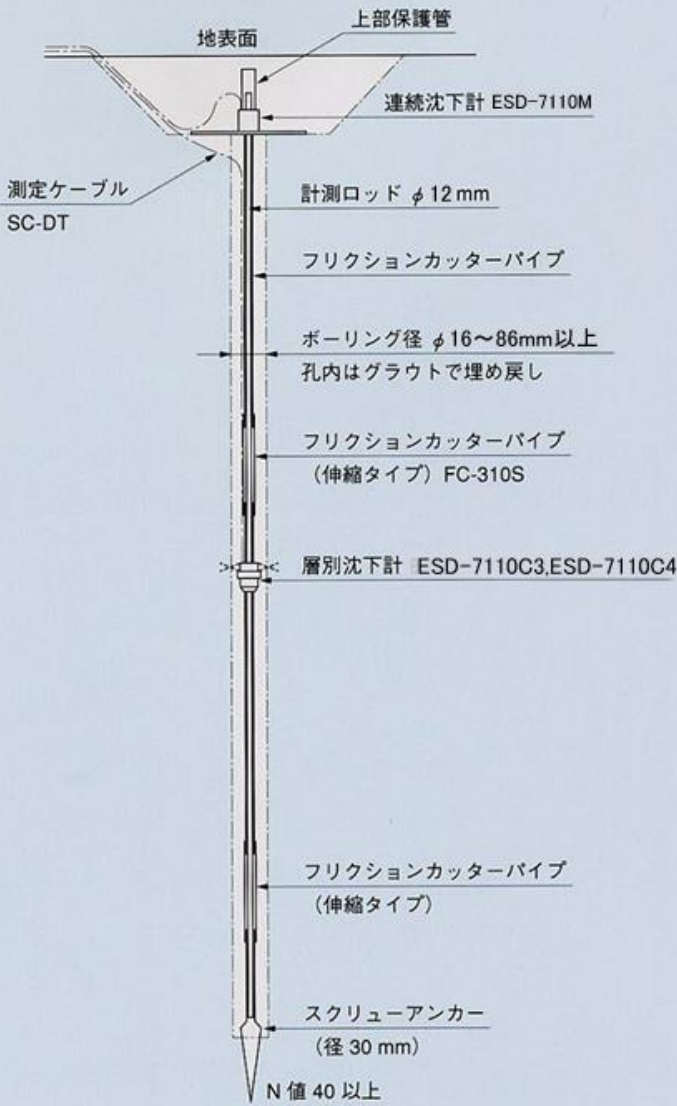 上部保護管
地表面
連続沈下計 ESD-7110M
測定ケーブル
SC-DT
計測ロッド φ12mm
フリクションカッターパイプ
ボーリング径 φ16～86mm以上
孔内はグラウトで埋め戻し
フリクションカッターパイプ
（伸縮タイプ）FC-310S
層別沈下計 ESD-7110C3,ESD-7110C4
フリクションカッターパイプ
（伸縮タイプ）
スクリューアンカー
（径 30 mm）
N 値 40 以上